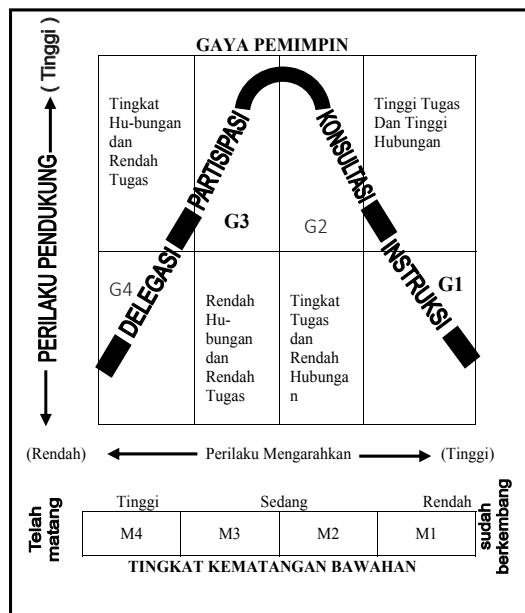 GAYA PEMIMPIN
( Tinggi )
PERILAKU PENDUKUNG
Tingkat
Hu-bungan
dan
Rendah
Tugas
PARTISIPASI
KONSULTASI
Tinggi Tugas
Dan Tinggi
Hubungan
G3
G2
G4
DELEGASI
INSTRUKSI
G1
Rendah
Hu-
bungan
dan
Rendah
Tugas
Tingkat
Tugas
dan
Rendah
Hubunga
n
(Rendah)
Perilaku Mengarahkan
(Tinggi)
Telah
matang
Tinggi
Sedang
Rendah
M4
M3
M2
M1
sudah
berkembang
TINGKAT KEMATANGAN BAWAHAN